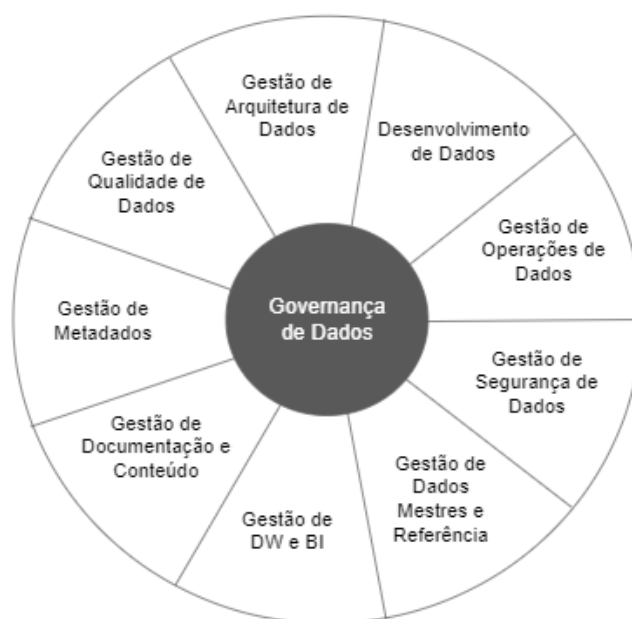 Gestão de
Arquitetura de
Dados
Desenvolvimento
de Dados
Gestão de
Operações de
Dados
Gestão de
Segurança de
Dados
Gestão de
Dados
Mestres e
Referência
Gestão de
DW e BI
Gestão de
Documentação e
Conteúdo
Gestão de
Metadados
Gestão de
Qualidade de
Dados
Governança
de Dados